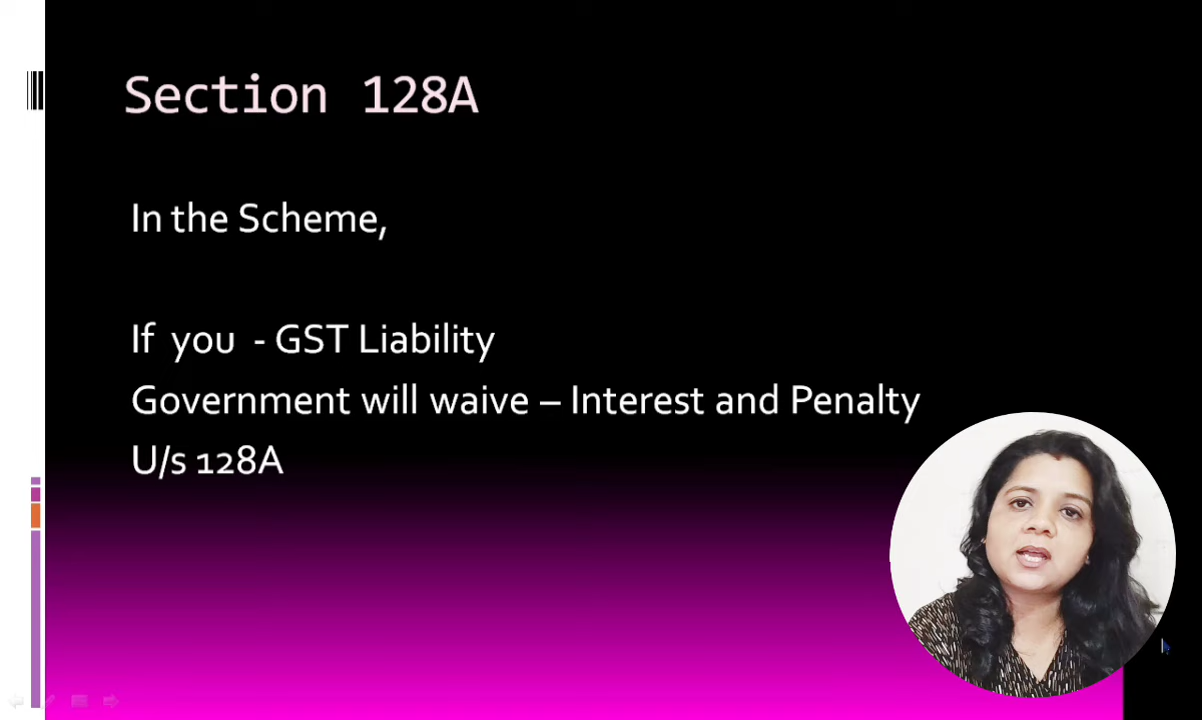 Section 128A
In the Scheme,
If you - GST Liability
Government will waive – Interest and Penalty
U/s 128A